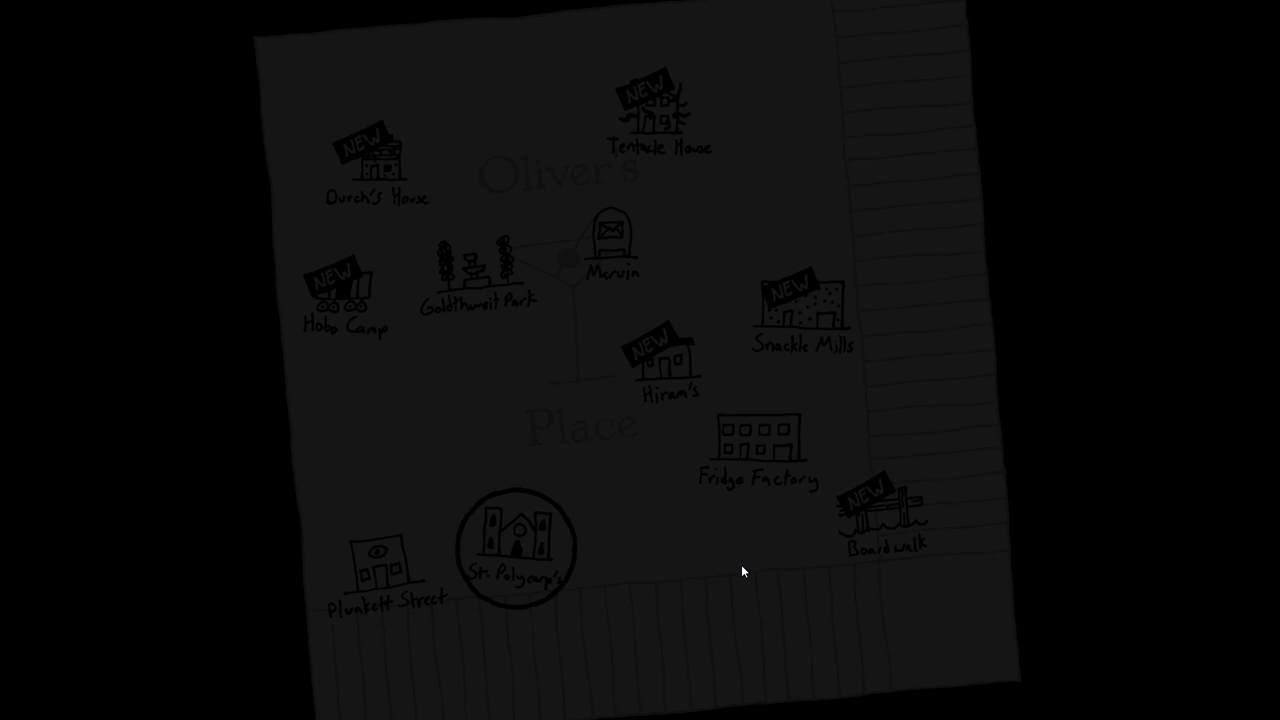 NEW
Tentacle House
NEW
Durch's House
Oliver's
Marvin
NEW
Hobo Camp
Goldthwait Park
NEW
Snackle Mills
NEW
Hiram's
Place
Fridge Factory
NEW
Boardwalk
St. Polycarp's
Plunkett Street